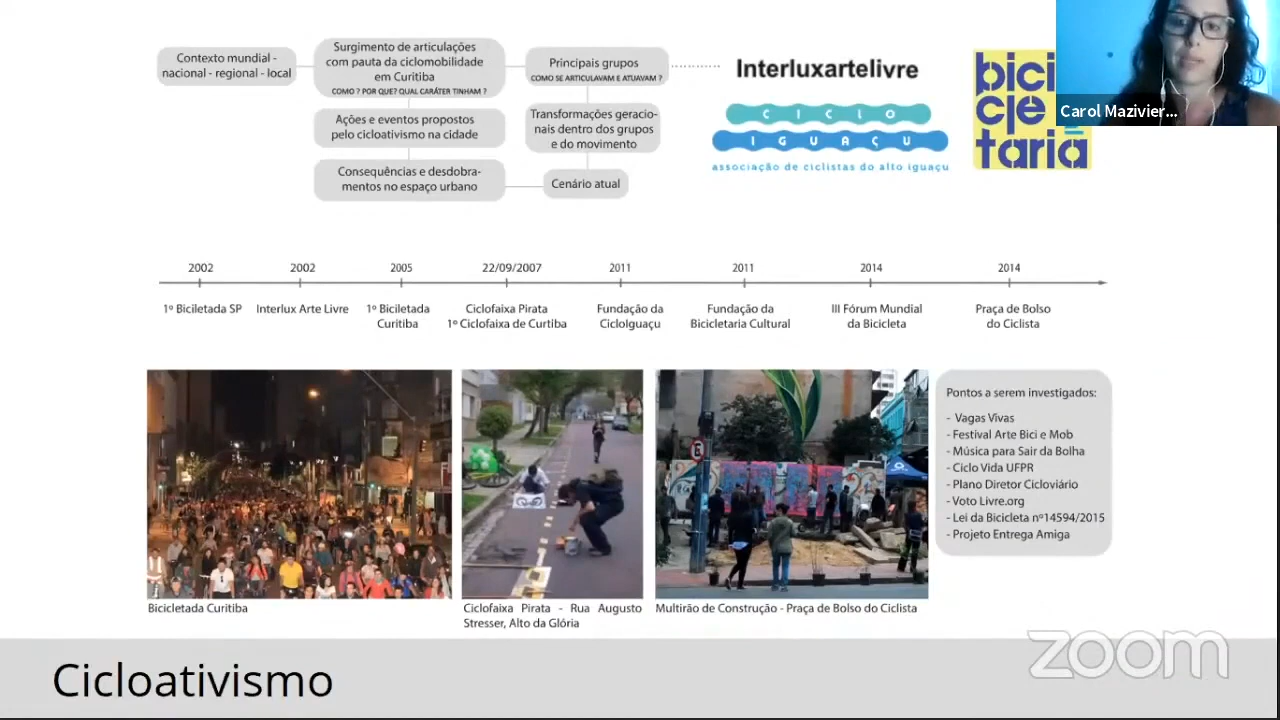 Contexto mundial -
nacional - regional - local
Surgimento de articulações
com pauta da ciclomobilidade
em Curitiba
COMO ? POR QUE? QUAL CARÁTER TINHAM ?
Ações e eventos propostos
pelo cicloativismo na cidade
Consequências e desdobra-
mentos no espaço urbano
Principais grupos
COMO SE ARTICULAVAM E ATUAVAM ?
Transformações geracio-
nais dentro dos grupos
e do movimento
Cenário atual
Interluxartelivre
CICLO
IGUAÇU
associação de ciclistas do alto iguaçu
bici
cle
taria
Carol Mazivier...
2002
1º Biciletada SP
2002
Interlux Arte Livre
2005
1º Biciletada
Curitiba
22/09/2007
Ciclofaixa Pirata
1º Ciclofaixa de Curtiba
2011
Fundação da
CicloIguaçu
2011
Fundação da
Bicicletaria Cultural
2014
III Fórum Mundial
da Bicicleta
2014
Praça de Bolso
do Ciclista
Bicicletada Curitiba
Ciclofaixa Pirata - Rua Augusto
Stresser, Alto da Glória
Multirão de Construção - Praça de Bolso do Ciclista
Pontos a serem investigados:
- Vagas Vivas
- Festival Arte Bici e Mob
- Música para Sair da Bolha
- Ciclo Vida UFPR
- Plano Diretor Cicloviário
- Voto Livre.org
- Lei da Bicicleta nº14594/2015
- Projeto Entrega Amiga
Cicloativismo
zoom